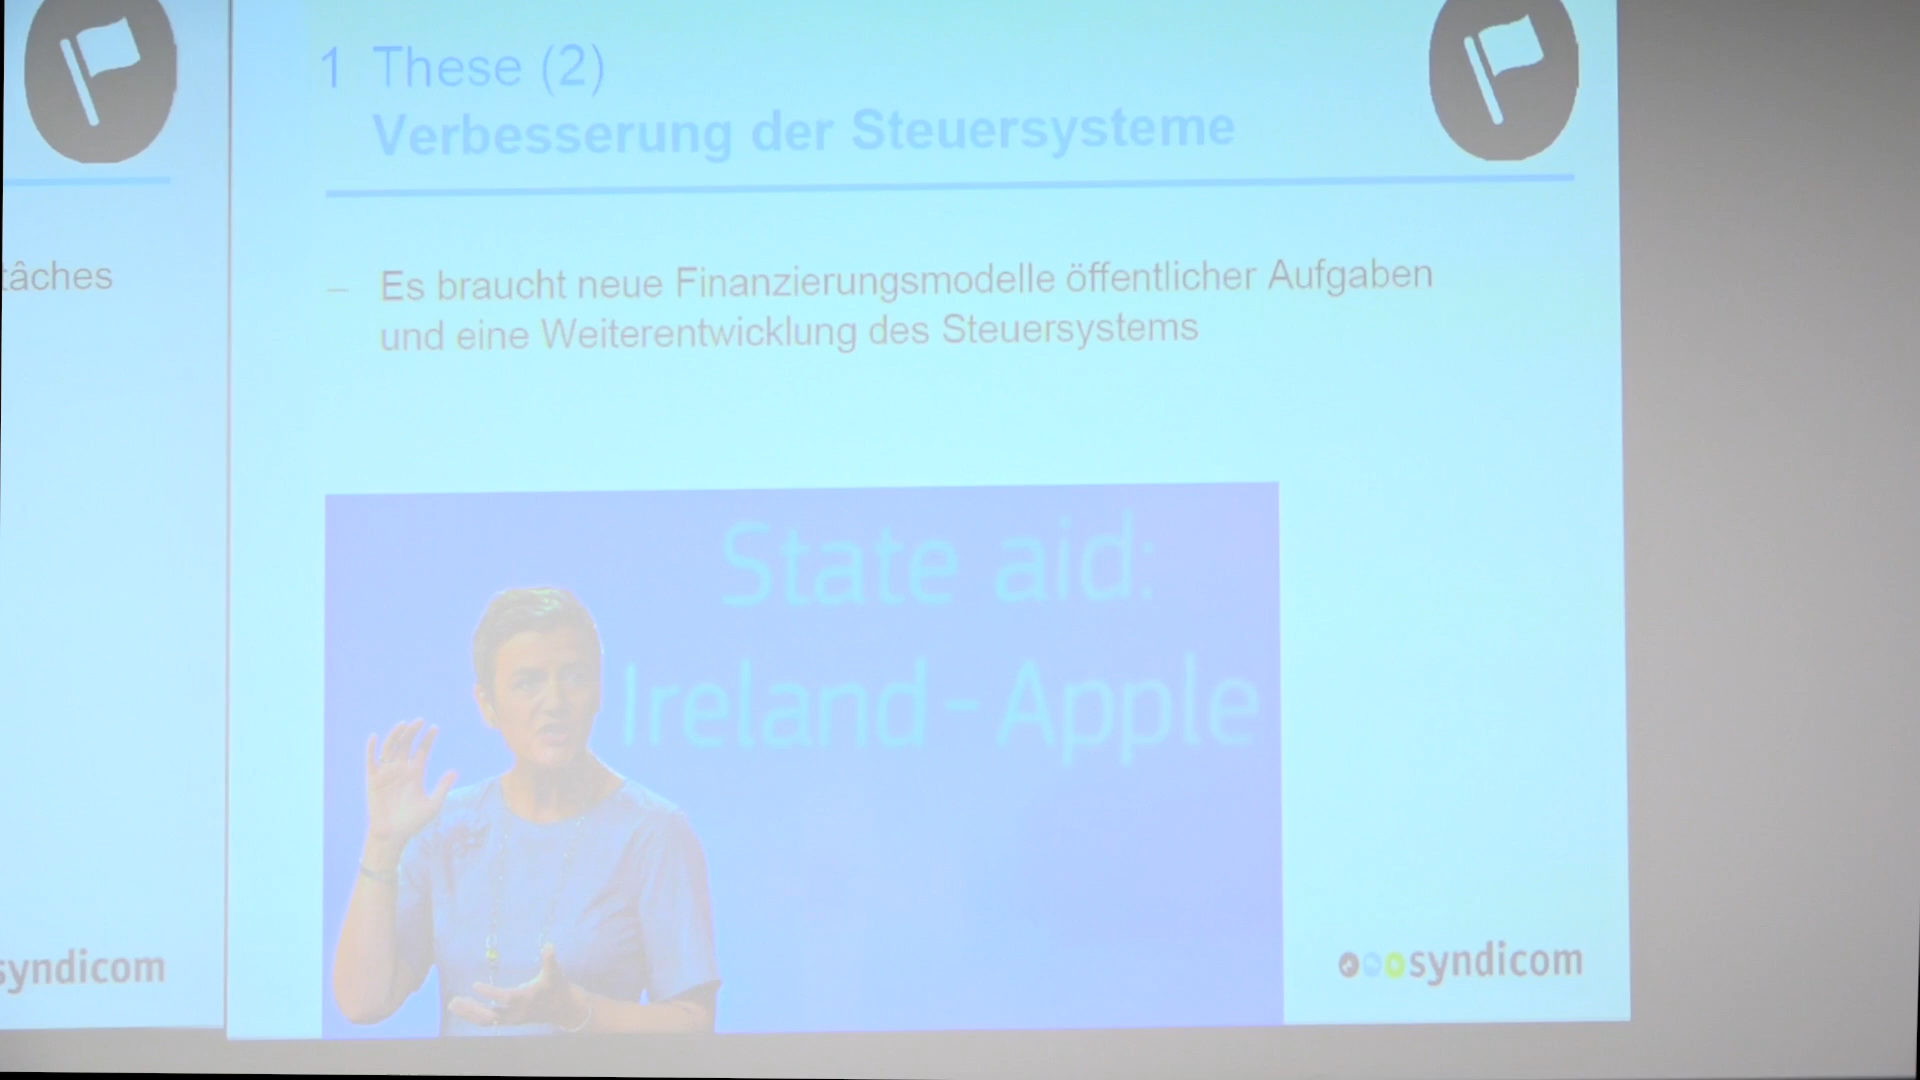 tâches
syndicom
1 These (2)
Verbesserung der Steuersysteme
– Es braucht neue Finanzierungsmodelle öffentlicher Aufgaben
und eine Weiterentwicklung des Steuersystems
State aid:
Ireland - Apple
syndicom